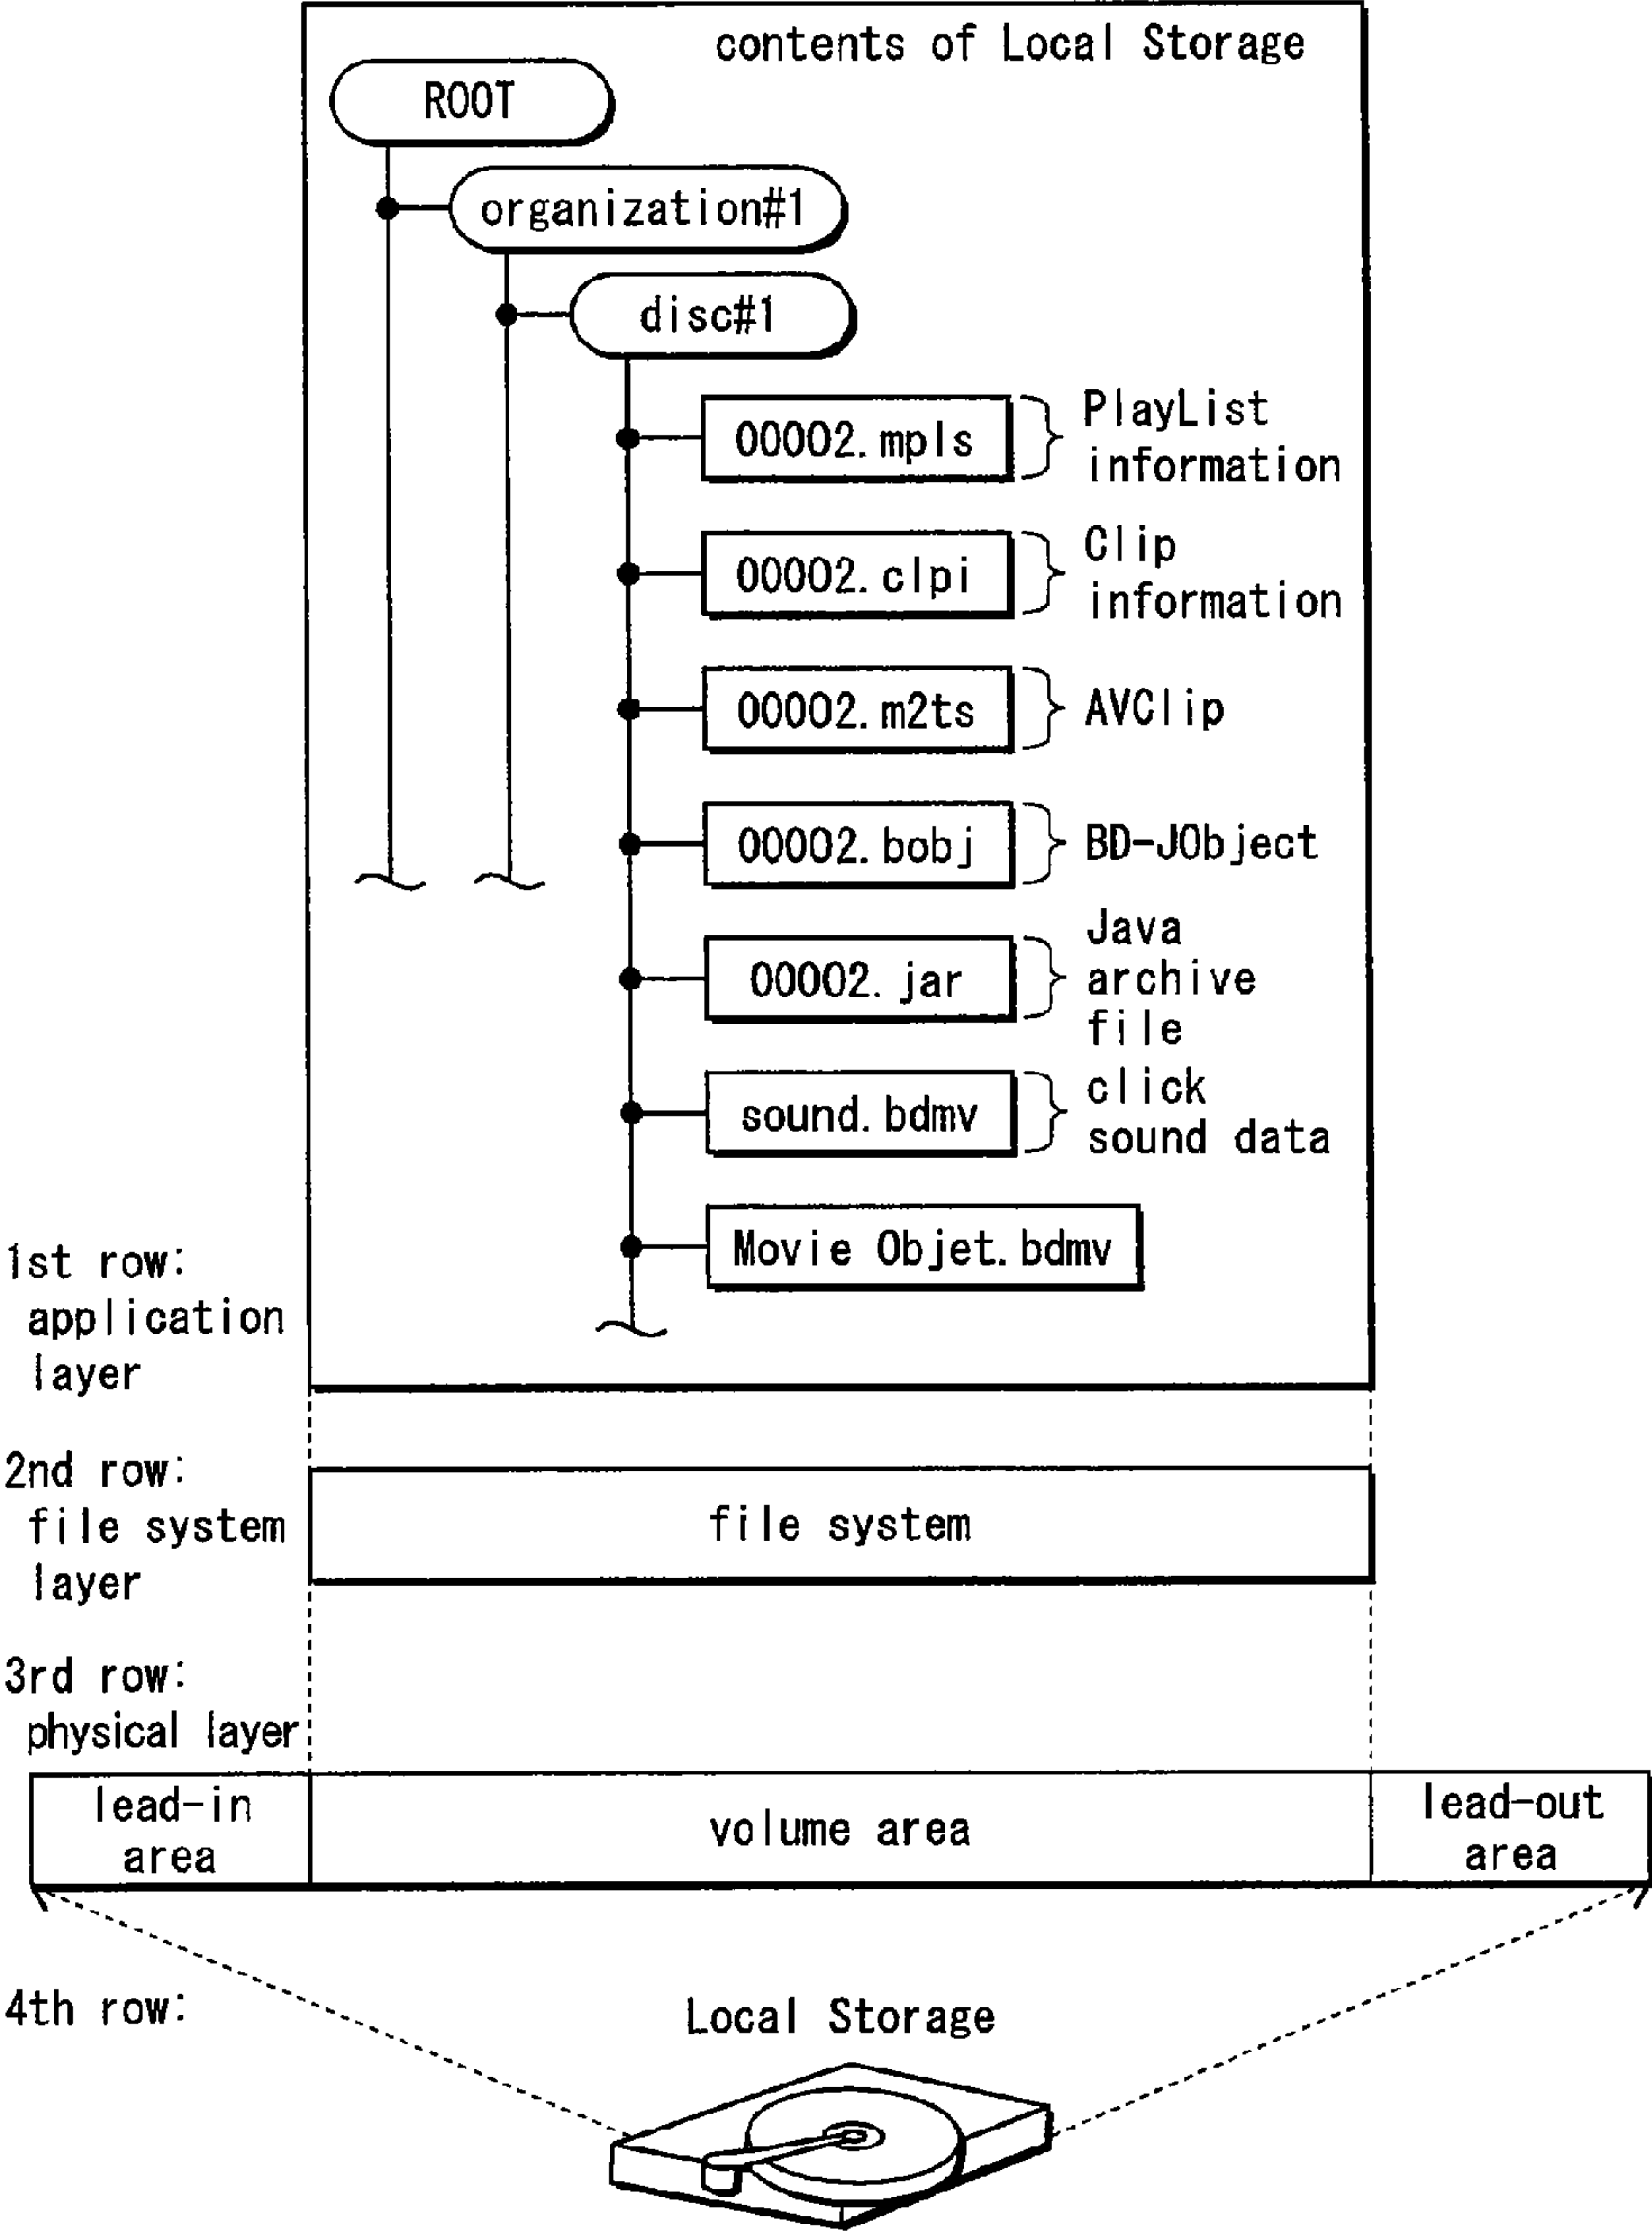 contents of Local Storage
ROOT
organization#1
disc#1
00002.mpls
PlayList
information
00002.clpi
Clip
information
00002.m2ts
AVClip
00002.bobj
BD-JObject
00002.jar
Java
archive
file
sound.bdmv
click
sound data
Movie Objet.bdmv
1st row:
application
layer
2nd row:
file system
layer
file system
3rd row:
physical layer
lead-in
area
volume area
lead-out
area
4th row:
Local Storage